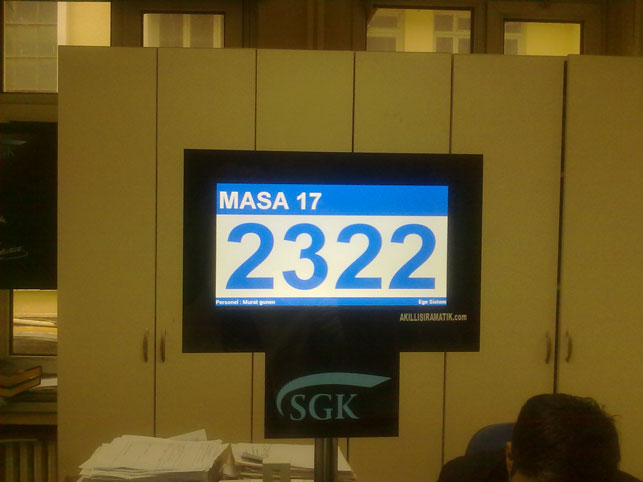 MASA 17
2322
Personel : Murat gunen
Ege Sistem
AKILLISIRAMATIK.com
SGK